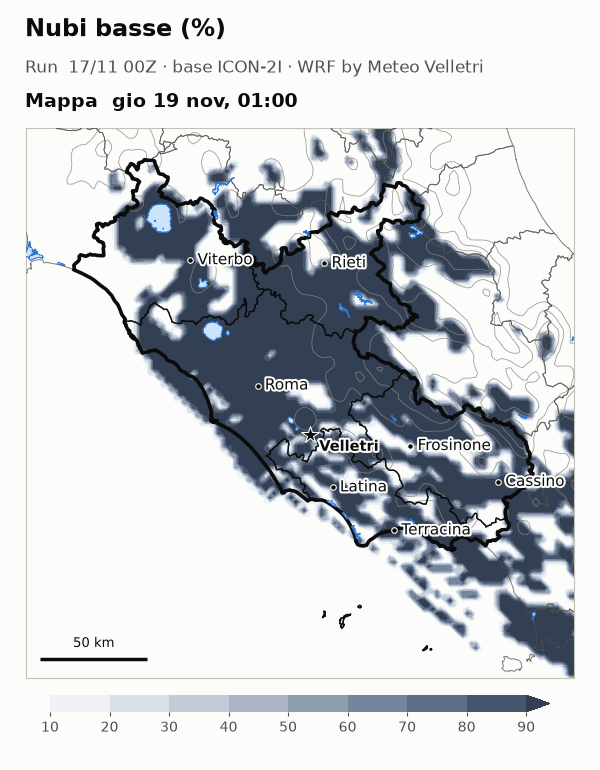 Nubi basse (%)
Run  17/11 00Z · base ICON-2I · WRF by Meteo Velletri
Mappa  gio 19 nov, 01:00
Viterbo
Rieti
Roma
Velletri
Frosinone
Cassino
Latina
Terracina
50 km
10 20 30 40 50 60 70 80 90